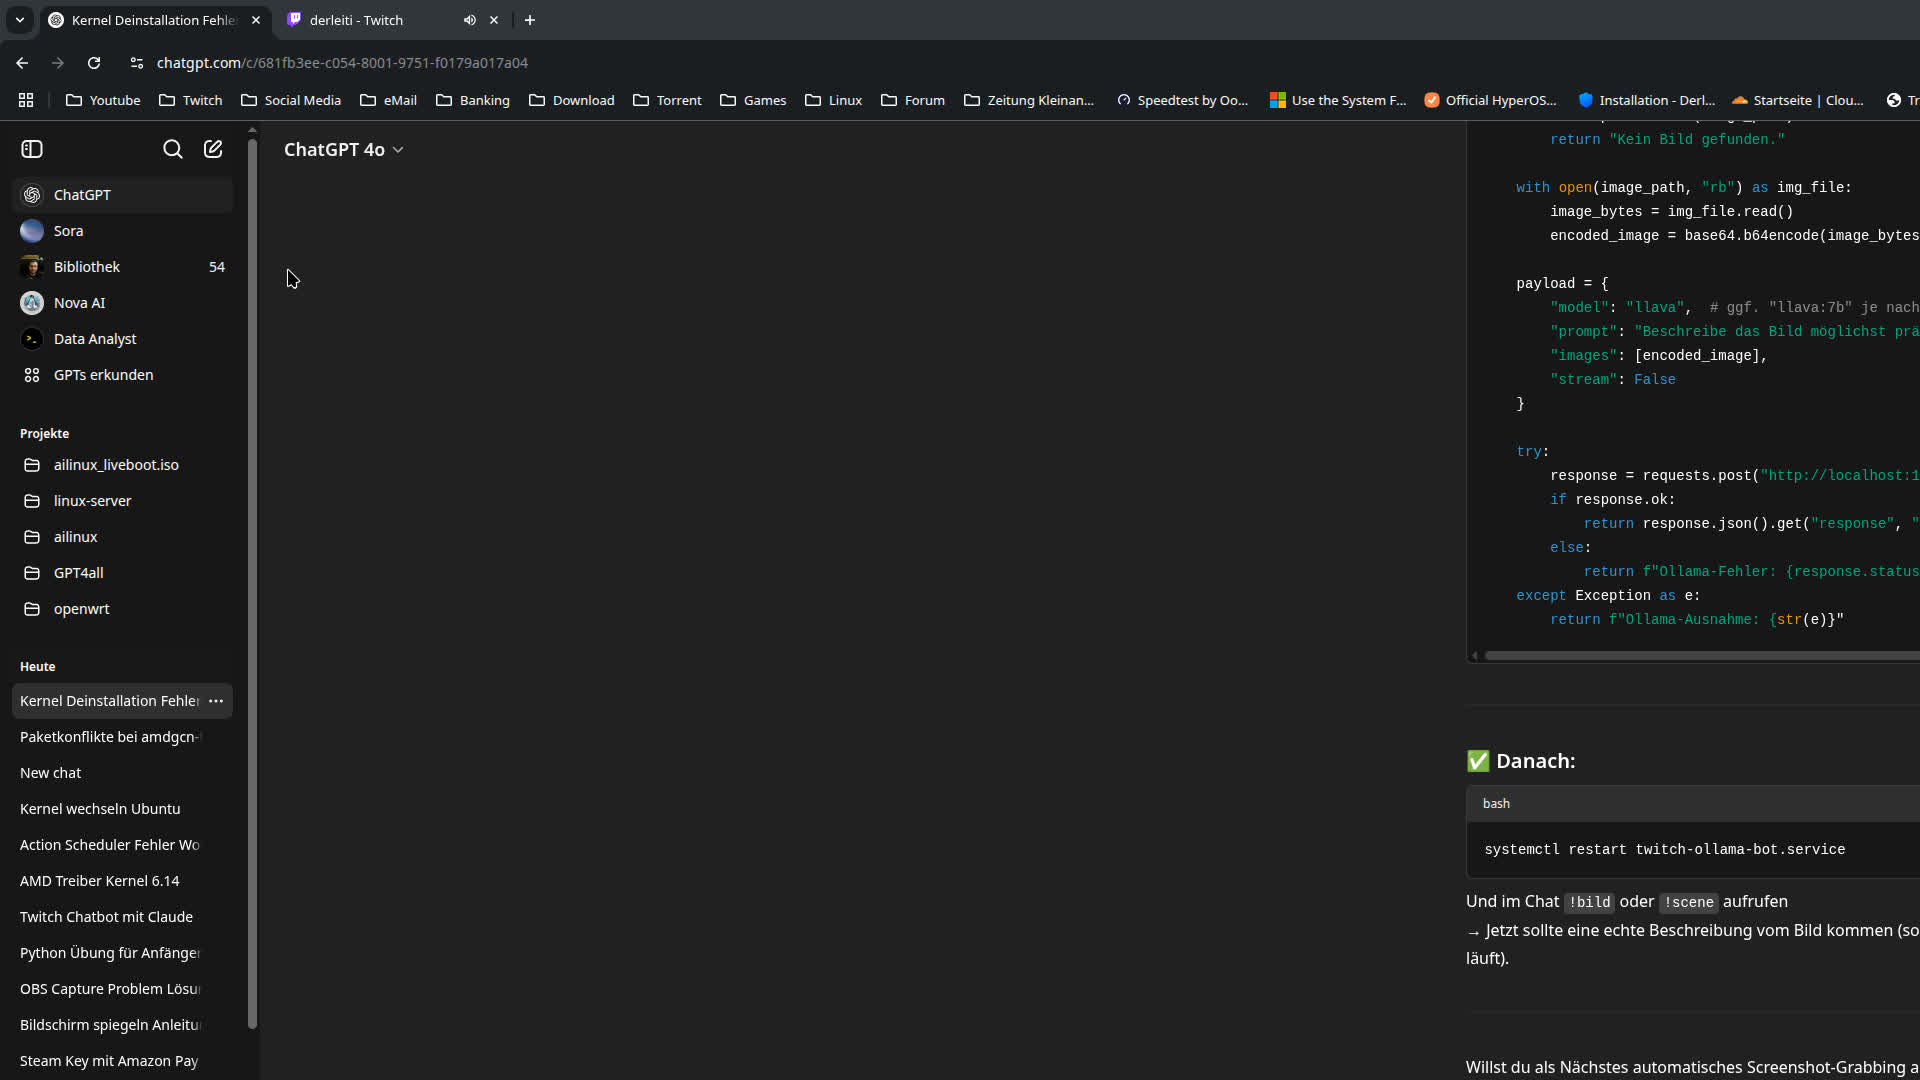 Kernel Deinstallation Fehle
derleiti - Twitch
chatgpt.com/c/681fb3ee-c054-8001-9751-f0179a017a04
Youtube
Twitch
Social Media
eMail
Banking
Download
Torrent
Games
Linux
Forum
Zeitung Kleinan...
Speedtest by Oo...
Use the System F...
Official HyperOS...
Installation - Derl...
Startseite | Clou...
Tr
ChatGPT 4o
ChatGPT
Sora
Bibliothek 54
Nova AI
Data Analyst
GPTs erkunden
Projekte
ailinux_liveboot.iso
linux-server
ailinux
GPT4all
openwrt
Heute
Kernel Deinstallation Fehler
Paketkonflikte bei amdgcn-
New chat
Kernel wechseln Ubuntu
Action Scheduler Fehler Wo
AMD Treiber Kernel 6.14
Twitch Chatbot mit Claude
Python Übung für Anfänger
OBS Capture Problem Lösu
Bildschirm spiegeln Anleitu
Steam Key mit Amazon Pay
return "Kein Bild gefunden."
with open(image_path, "rb") as img_file:
image_bytes = img_file.read()
encoded_image = base64.b64encode(image_bytes
payload = {
"model": "llava",  # ggf. "llava:7b" je nach
"prompt": "Beschreibe das Bild möglichst prä
"images": [encoded_image],
"stream": False
}
try:
response = requests.post("http://localhost:1
if response.ok:
return response.json().get("response", "
else:
return f"Ollama-Fehler: {response.status
except Exception as e:
return f"Ollama-Ausnahme: {str(e)}"
✅ Danach:
bash
systemctl restart twitch-ollama-bot.service
Und im Chat !bild oder !scene aufrufen
→ Jetzt sollte eine echte Beschreibung vom Bild kommen (so
läuft).
Willst du als Nächstes automatisches Screenshot-Grabbing a